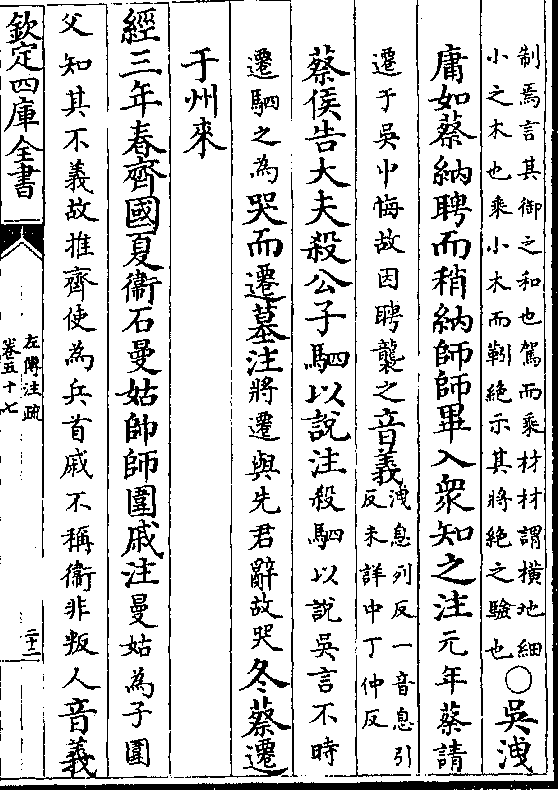 制焉言其御之和也駕而乘材材謂橫地細
小之木也乘小木而靷絶示其將絶之驗也
○吳洩
庸如蔡納聘而稍納師師畢入衆知之注元年蔡請
遷于吳中悔故因聘襲之音義
洩息列反一音息引
反未詳中丁仲反
蔡侯告大夫殺公子駟以說注殺駟以說吳言不時
遷駟之為哭而遷墓注將遷與先君辭故哭冬蔡遷
于州來
經三年春齊國夏衞石曼姑帥師圍戚注曼姑為子圍
父知其不義故推齊使為兵首戚不稱衞非叛人音義
欽定四庫全書
左傳注疏
卷五十七
二十二